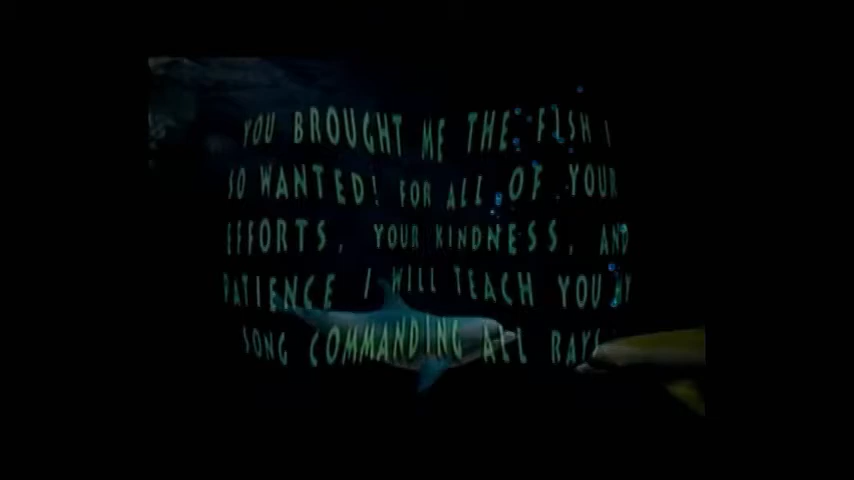 YOU BROUGHT ME THE FISH I
SO WANTED! FOR ALL OF YOUR
EFFORTS, YOUR KINDNESS, AND
PATIENCE I WILL TEACH YOU MY
SONG COMMANDING ALL RAYS